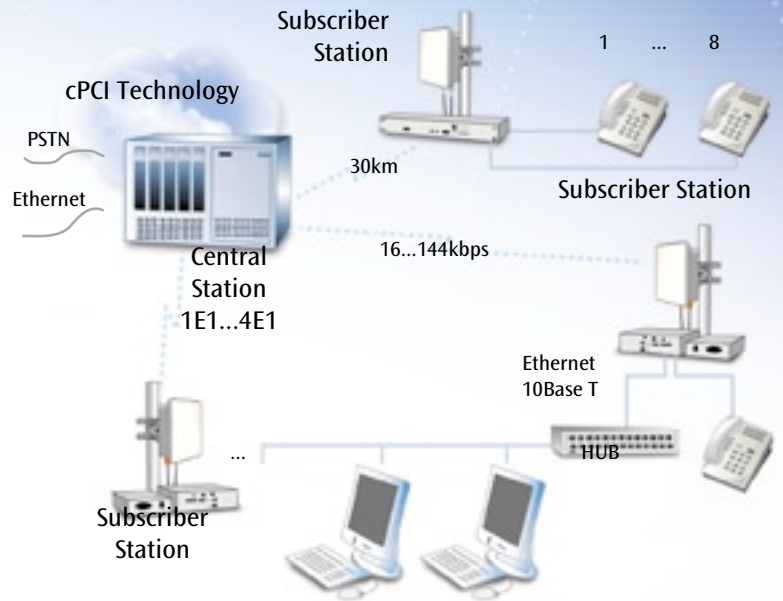 Subscriber
Station
1 ... 8
cPCI Technology
PSTN
30km
Subscriber Station
Ethernet
16...144kbps
Central
Station
1E1...4E1
Ethernet
10Base T
...
HUB
Subscriber
Station